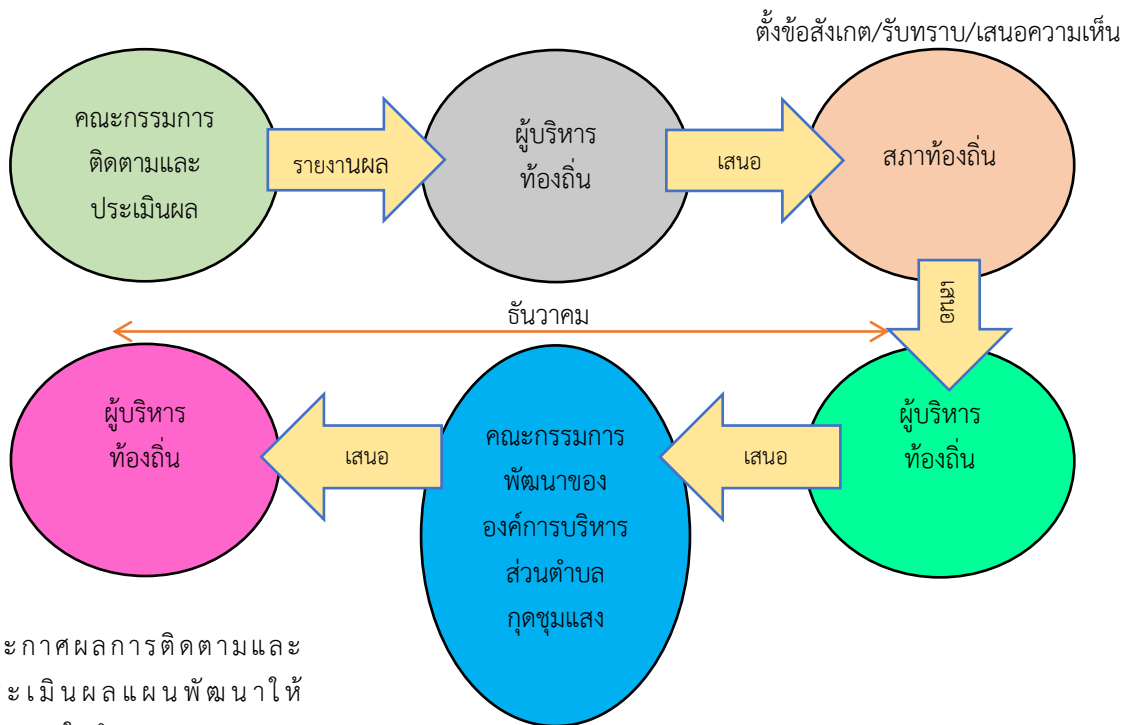 ตั้งข้อสังเกต/รับทราบ/เสนอความเห็น
คณะกรรมการ
ติดตามและ
ประเมินผล
รายงานผล
ผู้บริหาร
ท้องถิ่น
เสนอ
สภาท้องถิ่น
เสนอ
ธันวาคม
ผู้บริหาร
ท้องถิ่น
เสนอ
คณะกรรมการ
พัฒนาของ
องค์การบริหาร
ส่วนตำบล
กุดชุมแสง
เสนอ
ผู้บริหาร
ท้องถิ่น
ะกาศผลการติดตามและ
ะเมินผลแผนพัฒนาให้